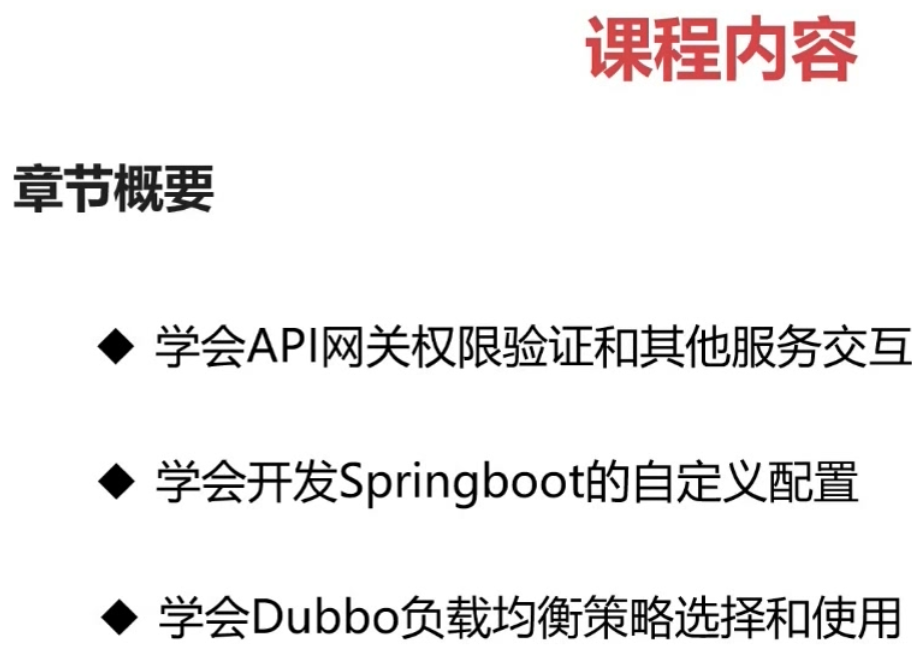 课程内容
章节概要
◆ 学会API网关权限验证和其他服务交互
◆ 学会开发Springboot的自定义配置
◆ 学会Dubbo负载均衡策略选择和使用